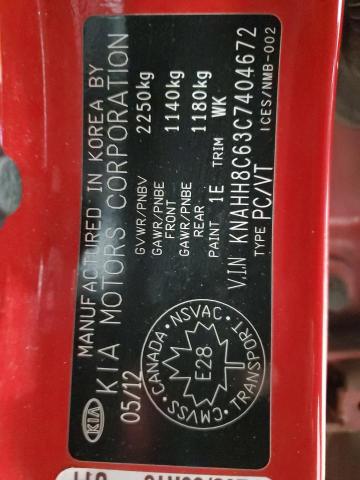 KIA
MANUFACTURED IN KOREA BY
KIA MOTORS CORPORATION
05/12
GVWR/PNBV 2250kg
GAWR/PNBE FRONT 1140kg
GAWR/PNBE REAR 1180kg
PAINT 1E TRIM WK
V.I.N KNAHH8C63C7404672
TYPE PC/VT ICES/NMB-002
CANADA · NSVAC · TRANSPORT · CMVSS
E28